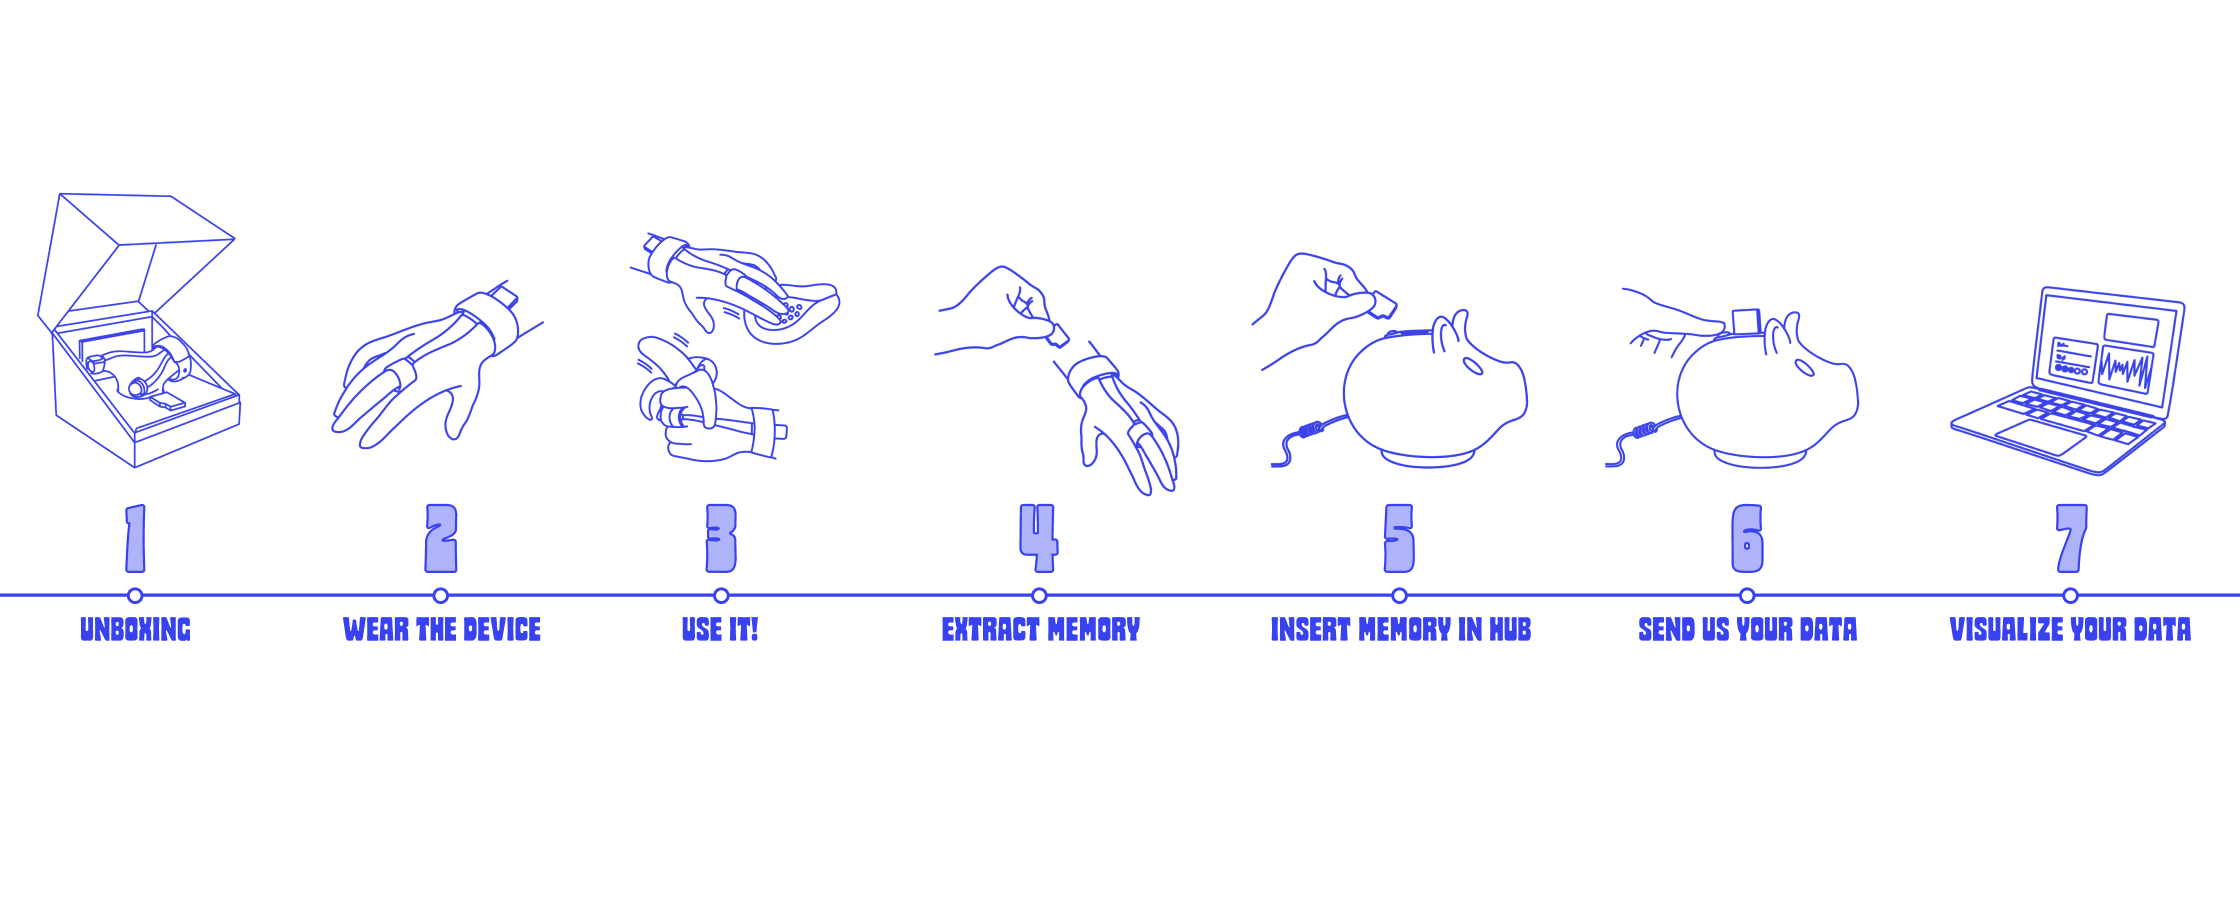 1
2
3
4
5
6
7
UNBOXING
WEAR THE DEVICE
USE IT!
EXTRACT MEMORY
INSERT MEMORY IN HUB
SEND US YOUR DATA
VISUALIZE YOUR DATA